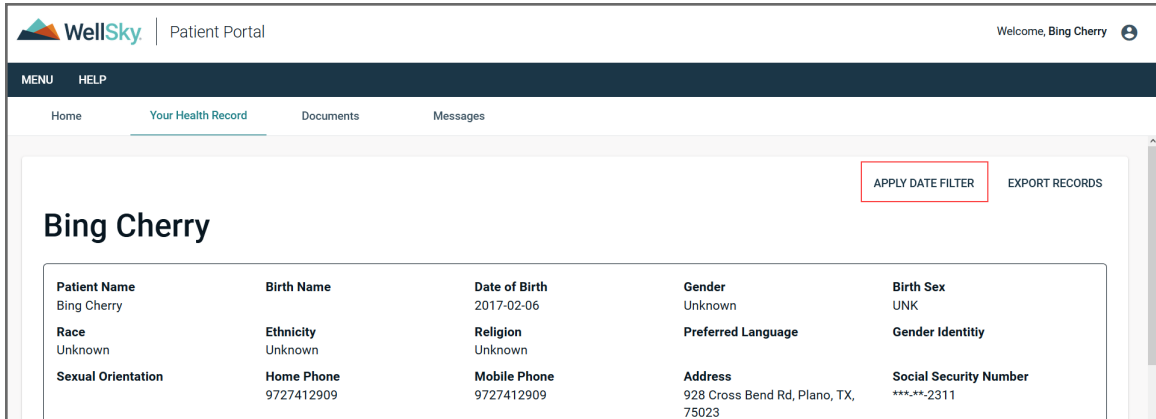 WellSky. Patient Portal
Welcome, Bing Cherry
MENU HELP
Home Your Health Record Documents Messages
APPLY DATE FILTER EXPORT RECORDS
Bing Cherry
Patient Name Birth Name Date of Birth Gender Birth Sex
Bing Cherry 2017-02-06 Unknown UNK
Race Ethnicity Religion Preferred Language Gender Identitiy
Unknown Unknown Unknown
Sexual Orientation Home Phone Mobile Phone Address Social Security Number
9727412909 9727412909 928 Cross Bend Rd, Plano, TX, ***-**-2311
75023